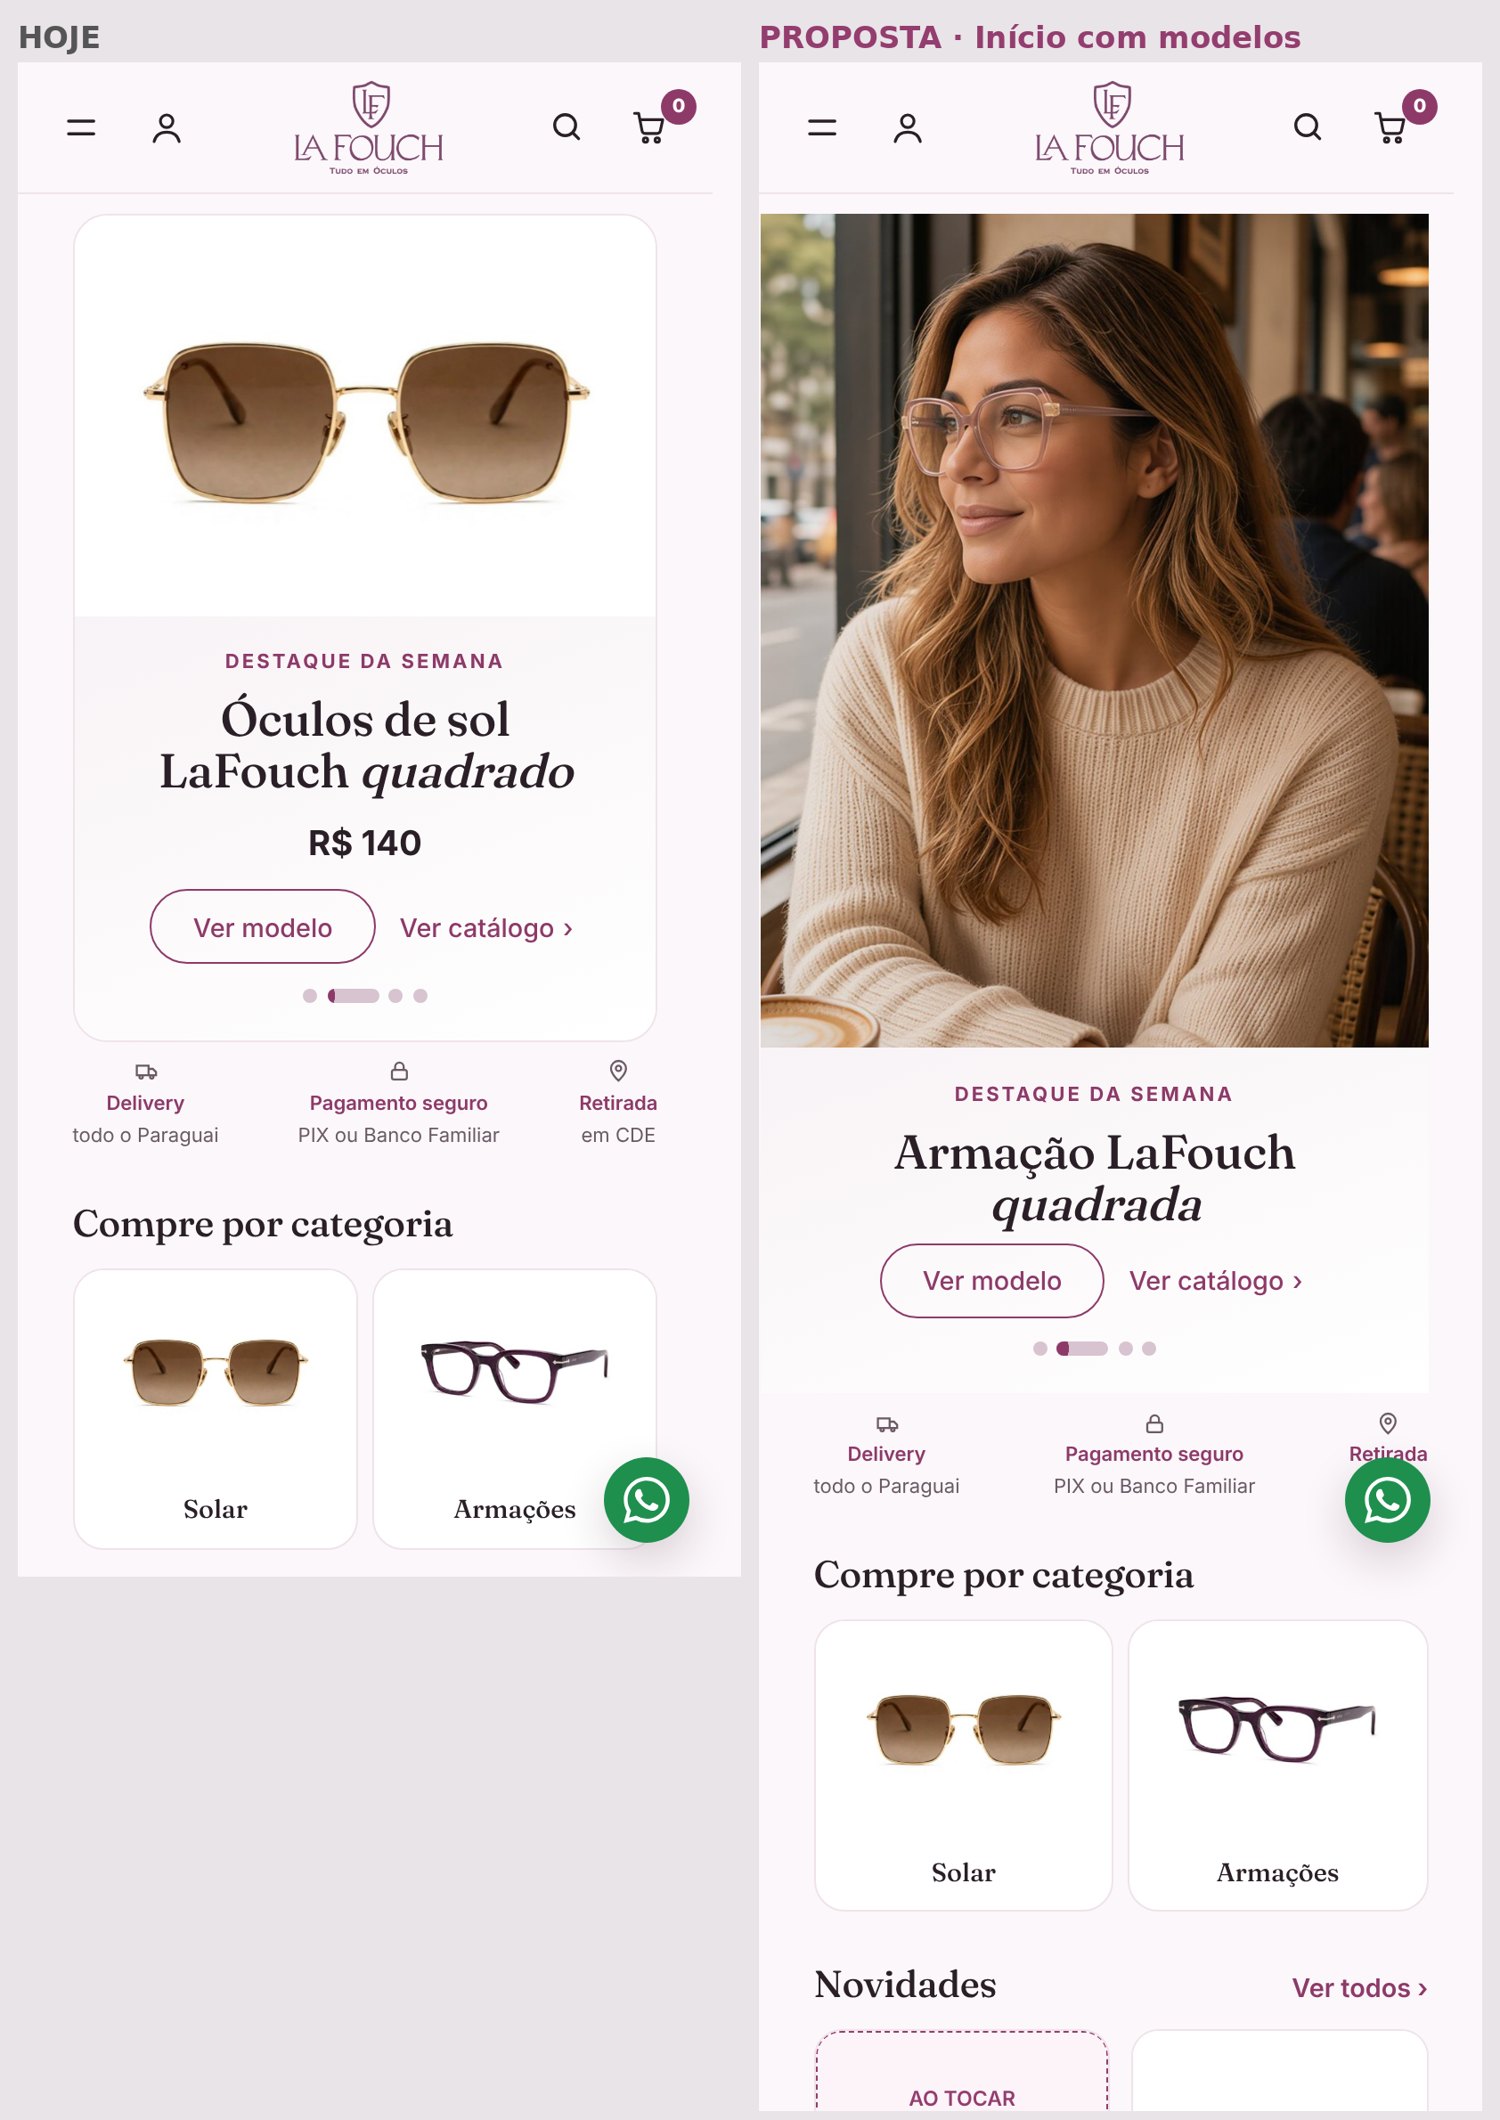 HOJE
0
LF
LA FOUCH
TUDO EM ÓCULOS
DESTAQUE DA SEMANA
Óculos de sol
LaFouch quadrado
R$ 140
Ver modelo
Ver catálogo ›
Delivery
todo o Paraguai
Pagamento seguro
PIX ou Banco Familiar
Retirada
em CDE
Compre por categoria
Solar
Armações
PROPOSTA · Início com modelos
0
LF
LA FOUCH
TUDO EM ÓCULOS
DESTAQUE DA SEMANA
Armação LaFouch
quadrada
Ver modelo
Ver catálogo ›
Delivery
todo o Paraguai
Pagamento seguro
PIX ou Banco Familiar
Retirada
Compre por categoria
Solar
Armações
Novidades
Ver todos ›
AO TOCAR